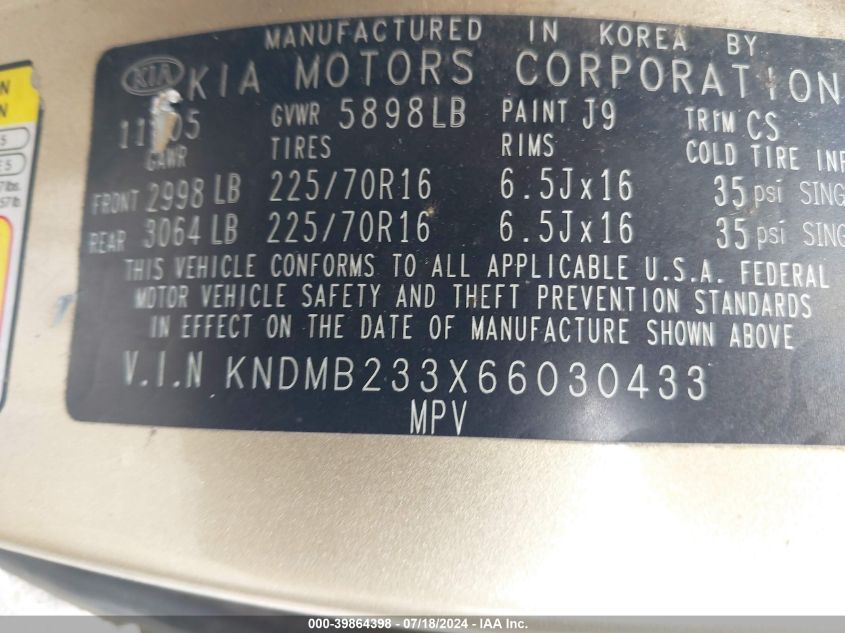 MANUFACTURED IN KOREA BY
KIA KIA MOTORS CORPORATION
GVWR 5898LB PAINT J9 TRIM CS
GAWR TIRES RIMS COLD TIRE INF
FRONT 2998 LB 225/70R16 6.5Jx16 35 psi SING
REAR 3064 LB 225/70R16 6.5Jx16 35 psi SING
THIS VEHICLE CONFORMS TO ALL APPLICABLE U.S.A. FEDERAL
MOTOR VEHICLE SAFETY AND THEFT PREVENTION STANDARDS
IN EFFECT ON THE DATE OF MANUFACTURE SHOWN ABOVE
V.I.N KNDMB233X66030433
MPV
000-39864398 - 07/18/2024 - IAA Inc.